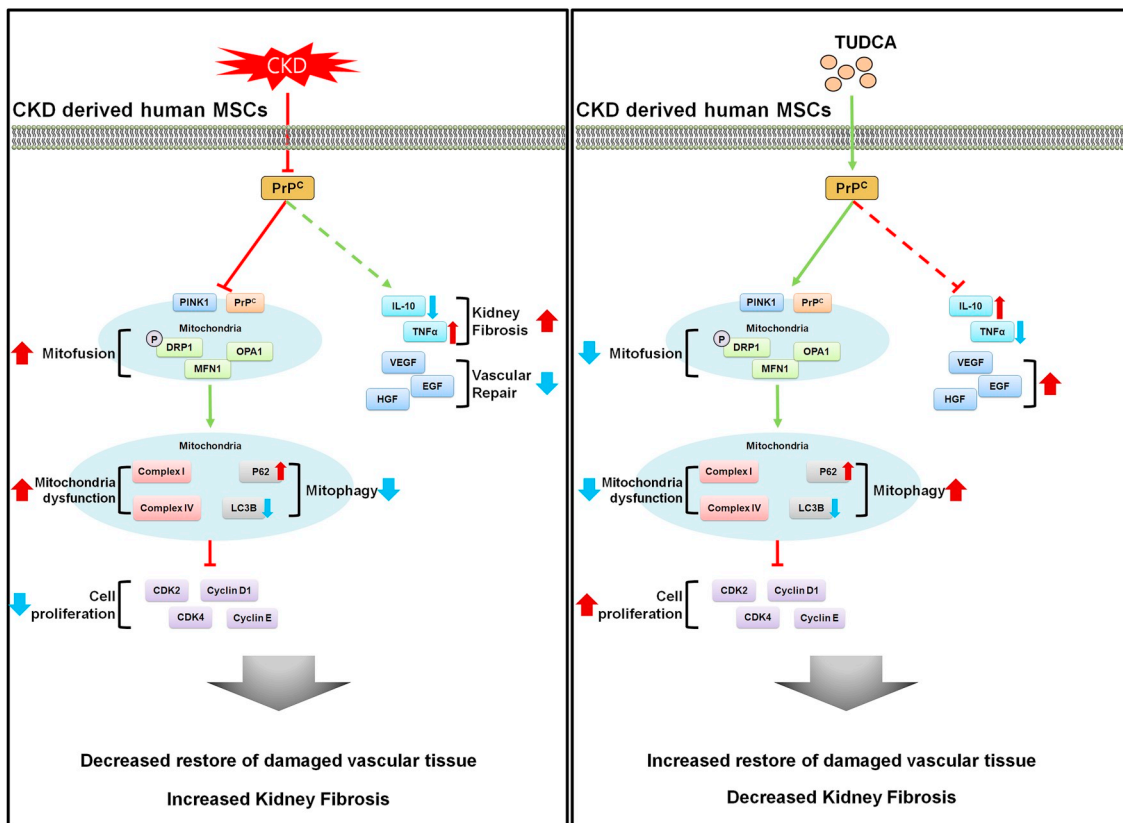 CKD
CKD derived human MSCs
PrPC
PINK1
PrPC
Mitochondria
P
DRP1
OPA1
MFN1
Mitofusion
IL-10
TNFα
Kidney
Fibrosis
VEGF
EGF
HGF
Vascular
Repair
Mitochondria
Complex I
P62
Mitochondria
dysfunction
Mitophagy
Complex IV
LC3B
CDK2
Cyclin D1
Cell
proliferation
CDK4
Cyclin E
Decreased restore of damaged vascular tissue
Increased Kidney Fibrosis
TUDCA
CKD derived human MSCs
PrPC
PINK1
PrPC
Mitochondria
P
DRP1
OPA1
MFN1
Mitofusion
IL-10
TNFα
VEGF
EGF
HGF
Mitochondria
Complex I
P62
Mitochondria
dysfunction
Mitophagy
Complex IV
LC3B
CDK2
Cyclin D1
Cell
proliferation
CDK4
Cyclin E
Increased restore of damaged vascular tissue
Decreased Kidney Fibrosis